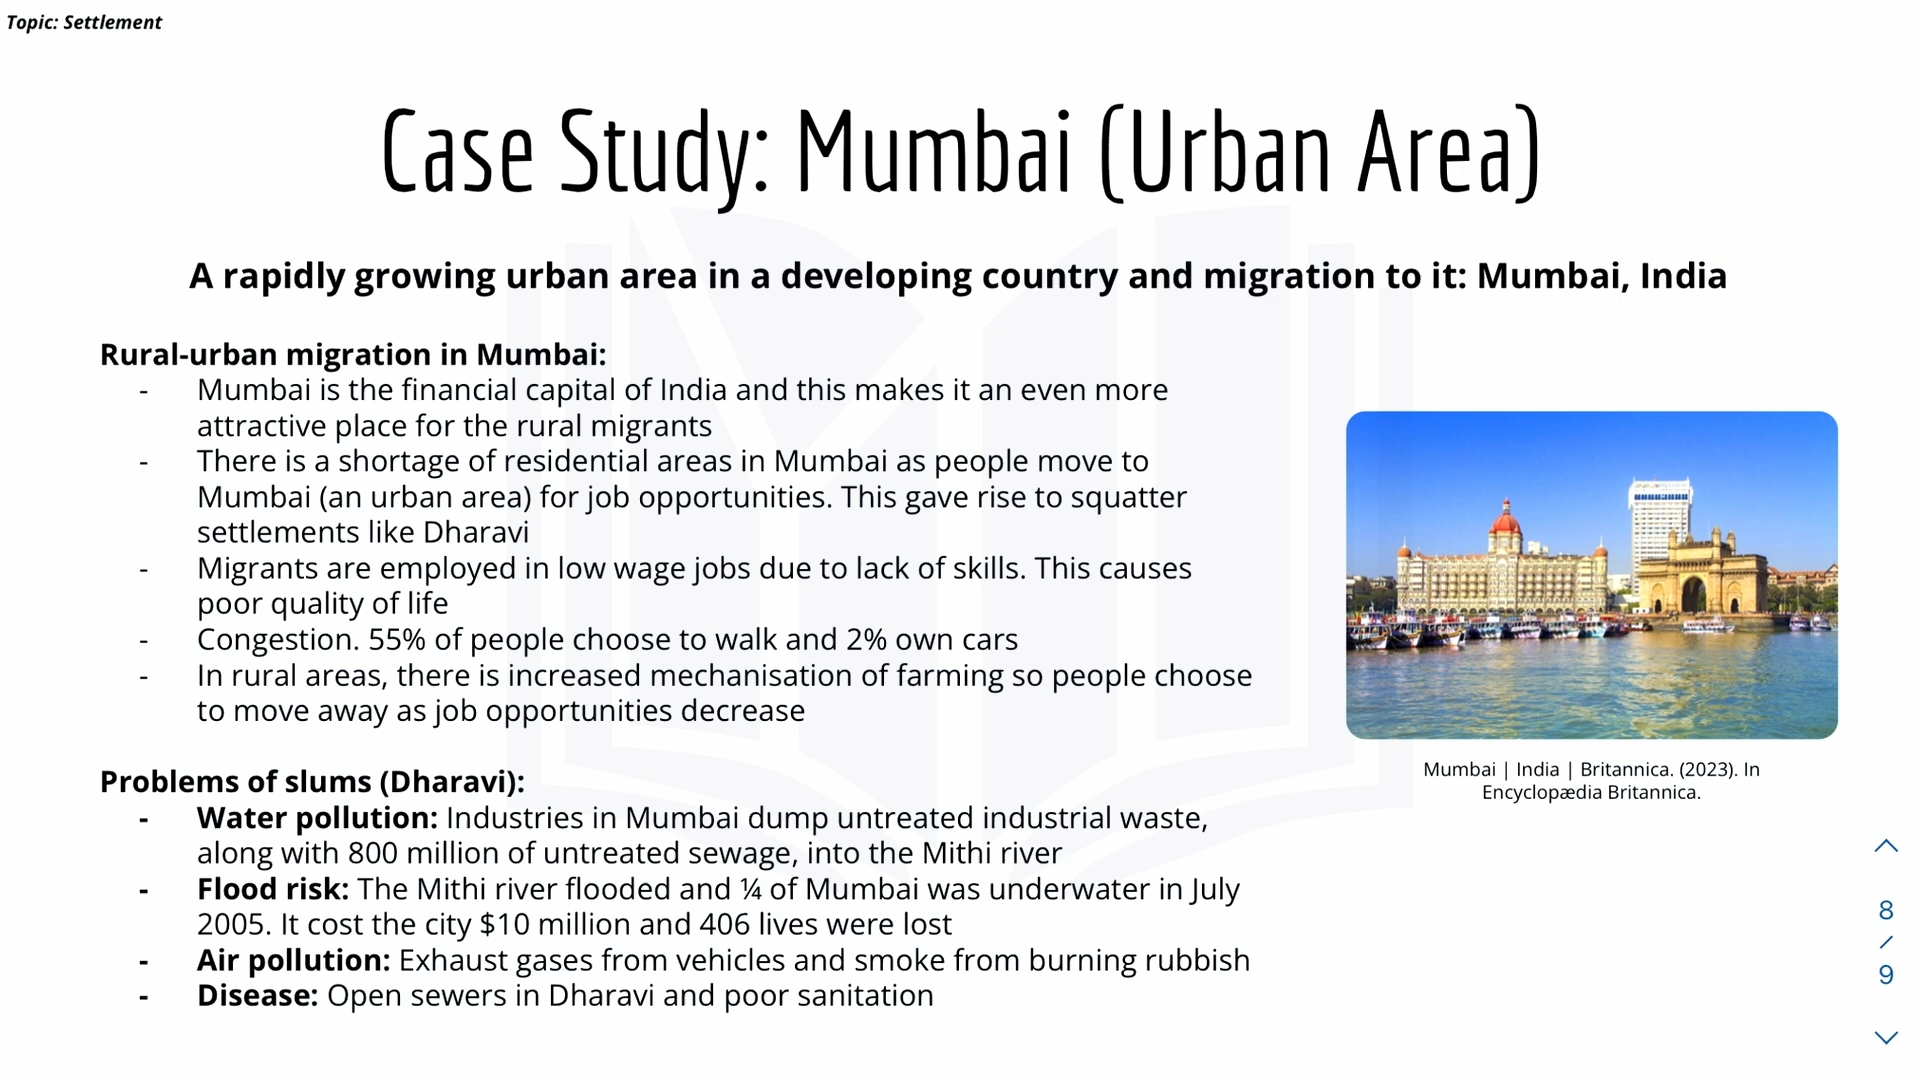 Topic: Settlement
Case Study: Mumbai (Urban Area)
A rapidly growing urban area in a developing country and migration to it: Mumbai, India
Rural-urban migration in Mumbai:
- Mumbai is the financial capital of India and this makes it an even more
attractive place for the rural migrants
- There is a shortage of residential areas in Mumbai as people move to
Mumbai (an urban area) for job opportunities. This gave rise to squatter
settlements like Dharavi
- Migrants are employed in low wage jobs due to lack of skills. This causes
poor quality of life
- Congestion. 55% of people choose to walk and 2% own cars
- In rural areas, there is increased mechanisation of farming so people choose
to move away as job opportunities decrease
Problems of slums (Dharavi):
- Water pollution: Industries in Mumbai dump untreated industrial waste,
along with 800 million of untreated sewage, into the Mithi river
- Flood risk: The Mithi river flooded and ¼ of Mumbai was underwater in July
2005. It cost the city $10 million and 406 lives were lost
- Air pollution: Exhaust gases from vehicles and smoke from burning rubbish
- Disease: Open sewers in Dharavi and poor sanitation
Mumbai | India | Britannica. (2023). In
Encyclopædia Britannica.
8
/
9